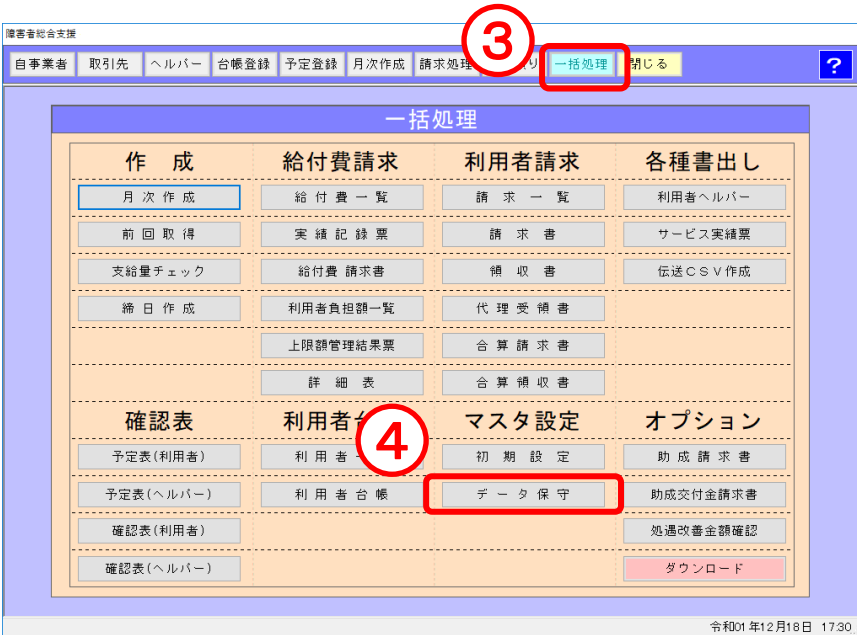 障害者総合支援
③
自事業者 取引先 ヘルパー 台帳登録 予定登録 月次作成 請求処理 り 一括処理 閉じる ?
一括処理
作 成 給付費請求 利用者請求 各種書出し
月 次 作 成 給 付 費 一 覧 請 求 一 覧 利用者ヘルパー
前 回 取 得 実 績 記 録 票 請 求 書 サービス実績票
支給量チェック 給付費 請求書 領 収 書 伝送CSV作成
締 日 作 成 利用者負担額一覧 代 理 受 領 書
上限額管理結果票 合 算 請 求 書
詳 細 表 合 算 領 収 書
確認表 利用者台 マスタ設定 オプション
④
予定表(利用者) 利 用 者 初 期 設 定 助 成 請 求 書
予定表(ヘルパー) 利 用 者 台 帳 デ ー タ 保 守 助成交付金請求書
確認表(利用者) 処遇改善金額確認
確認表(ヘルパー) ダウンロード
令和01年12月18日 17:30